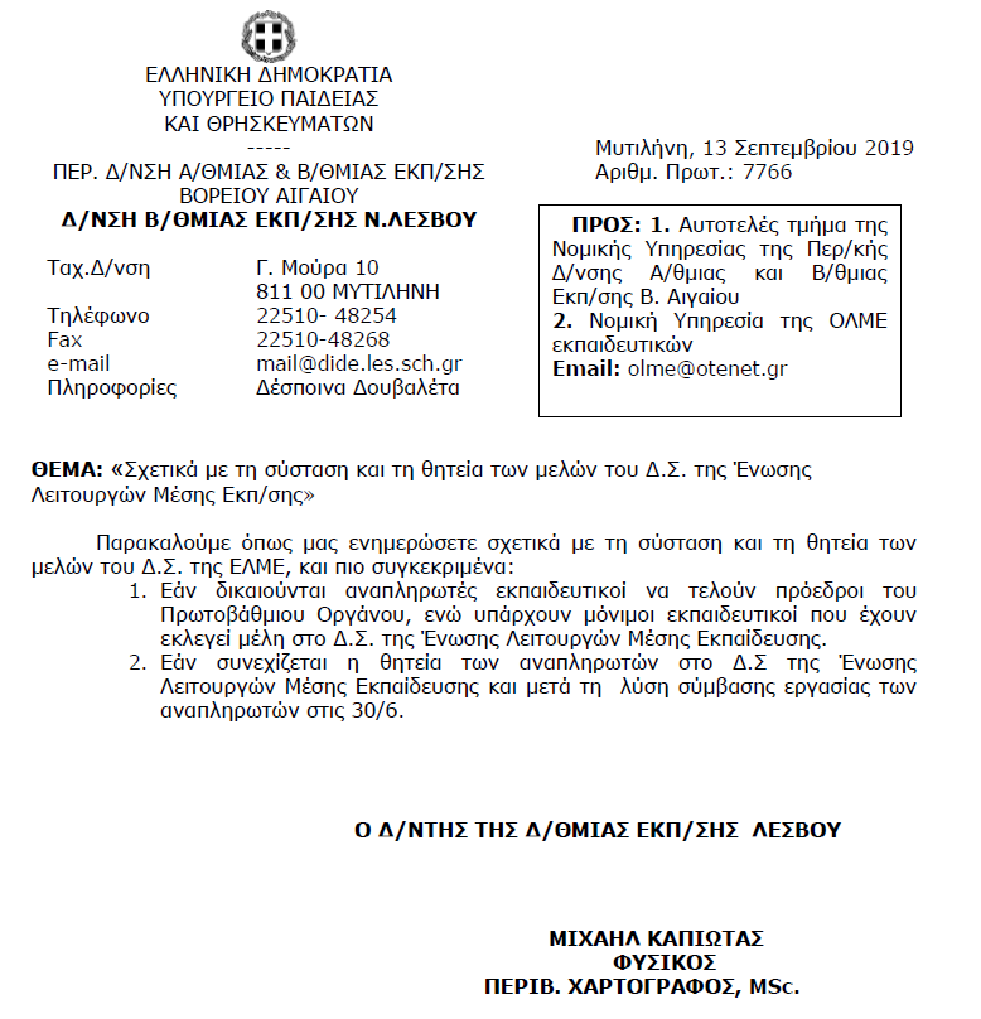 ΕΛΛΗΝΙΚΗ ΔΗΜΟΚΡΑΤΙΑ
ΥΠΟΥΡΓΕΙΟ ΠΑΙΔΕΙΑΣ
ΚΑΙ ΘΡΗΣΚΕΥΜΑΤΩΝ
-----
ΠΕΡ. Δ/ΝΣΗ Α/ΘΜΙΑΣ & Β/ΘΜΙΑΣ ΕΚΠ/ΣΗΣ
ΒΟΡΕΙΟΥ ΑΙΓΑΙΟΥ
Δ/ΝΣΗ Β/ΘΜΙΑΣ ΕΚΠ/ΣΗΣ Ν.ΛΕΣΒΟΥ
Ταχ.Δ/νση Γ. Μούρα 10
811 00 ΜΥΤΙΛΗΝΗ
Τηλέφωνο 22510- 48254
Fax 22510-48268
e-mail mail@dide.les.sch.gr
Πληροφορίες Δέσποινα Δουβαλέτα
Μυτιλήνη, 13 Σεπτεμβρίου 2019
Αριθμ. Πρωτ.: 7766
ΠΡΟΣ: 1. Αυτοτελές τμήμα της
Νομικής Υπηρεσίας της Περ/κής
Δ/νσης Α/θμιας και Β/θμιας
Εκπ/σης Β. Αιγαίου
2. Νομική Υπηρεσία της ΟΛΜΕ
εκπαιδευτικών
Email: olme@otenet.gr
ΘΕΜΑ: «Σχετικά με τη σύσταση και τη θητεία των μελών του Δ.Σ. της Ένωσης
Λειτουργών Μέσης Εκπ/σης»
Παρακαλούμε όπως μας ενημερώσετε σχετικά με τη σύσταση και τη θητεία των
μελών του Δ.Σ. της ΕΛΜΕ, και πιο συγκεκριμένα:
1. Εάν δικαιούνται αναπληρωτές εκπαιδευτικοί να τελούν πρόεδροι του
Πρωτοβάθμιου Οργάνου, ενώ υπάρχουν μόνιμοι εκπαιδευτικοί που έχουν
εκλεγεί μέλη στο Δ.Σ. της Ένωσης Λειτουργών Μέσης Εκπαίδευσης.
2. Εάν συνεχίζεται η θητεία των αναπληρωτών στο Δ.Σ της Ένωσης
Λειτουργών Μέσης Εκπαίδευσης και μετά τη λύση σύμβασης εργασίας των
αναπληρωτών στις 30/6.
Ο Δ/ΝΤΗΣ ΤΗΣ Δ/ΘΜΙΑΣ ΕΚΠ/ΣΗΣ ΛΕΣΒΟΥ
ΜΙΧΑΗΛ ΚΑΠΙΩΤΑΣ
ΦΥΣΙΚΟΣ
ΠΕΡΙΒ. ΧΑΡΤΟΓΡΑΦΟΣ, MSc.